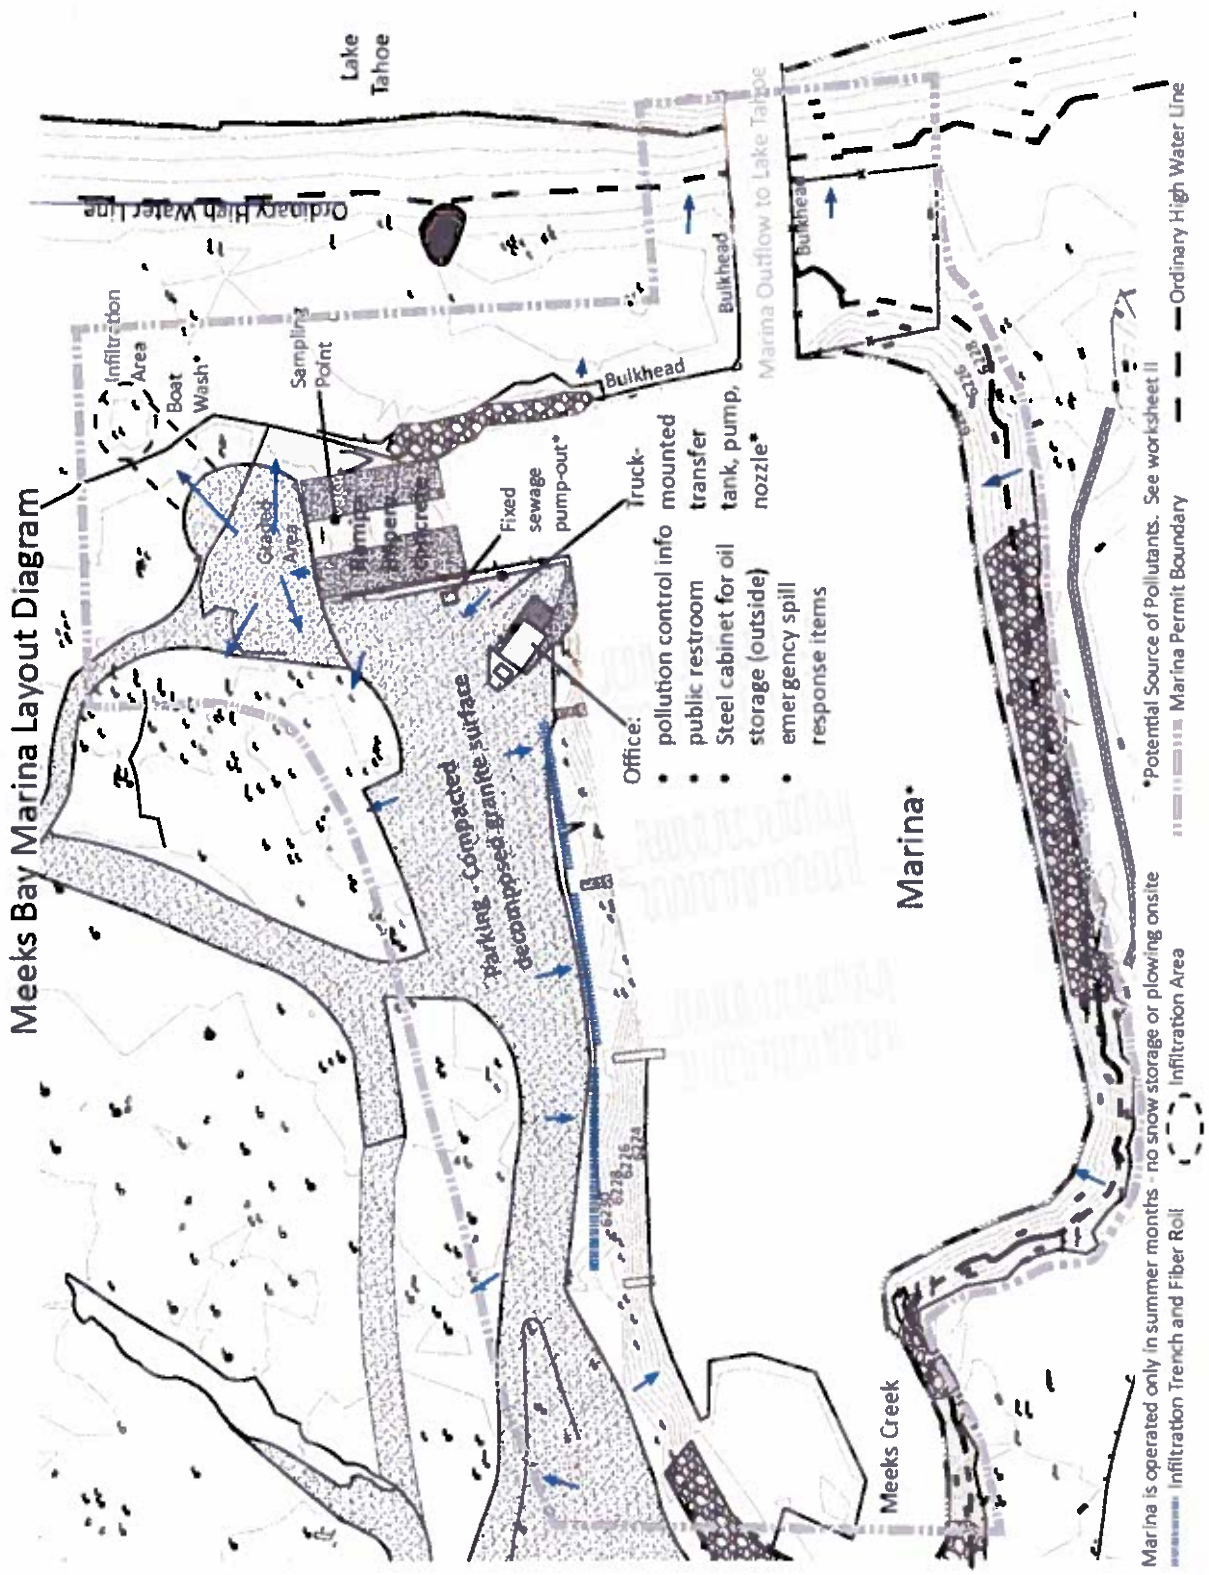 Meeks Bay Marina Layout Diagram
Lake
Tahoe
Ordinary High Water Line
Infiltration
Area
Boat
Wash*
Sampling
Point
Graded
Area
Ramp
Concrete
Bulkhead
Bulkhead
Marina Outflow to Lake Tahoe
Bulkhead
Fixed
sewage
pump-out*
Truck-
mounted
transfer
tank, pump,
nozzle*
Office:
• pollution control info
• public restroom
• Steel cabinet for oil
storage (outside)
• emergency spill
response items
Parking - Compacted
decomposed granite surface
Marina*
Meeks Creek
6228
6226
6224
6226
6228
*Potential Source of Pollutants. See worksheet II
Marina is operated only in summer months - no snow storage or plowing onsite
Infiltration Trench and Fiber Roll
Infiltration Area
Marina Permit Boundary
Ordinary High Water Line